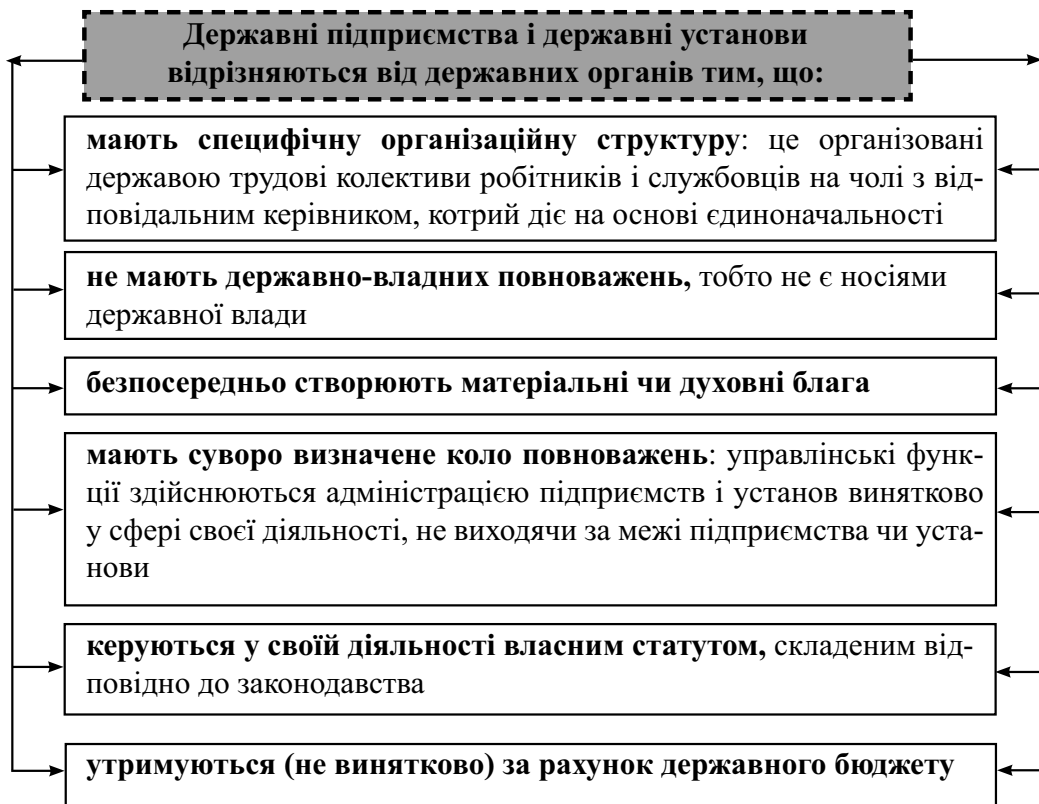 Державні підприємства і державні установи
відрізняються від державних органів тим, що:
мають специфічну організаційну структуру: це організовані
державою трудові колективи робітників і службовців на чолі з від-
повідальним керівником, котрий діє на основі єдиноначальності
не мають державно-владних повноважень, тобто не є носіями
державної влади
безпосередньо створюють матеріальні чи духовні блага
мають суворо визначене коло повноважень: управлінські функ-
ції здійснюються адміністрацією підприємств і установ винятково
у сфері своєї діяльності, не виходячи за межі підприємства чи уста-
нови
керуються у своїй діяльності власним статутом, складеним від-
повідно до законодавства
утримуються (не винятково) за рахунок державного бюджету